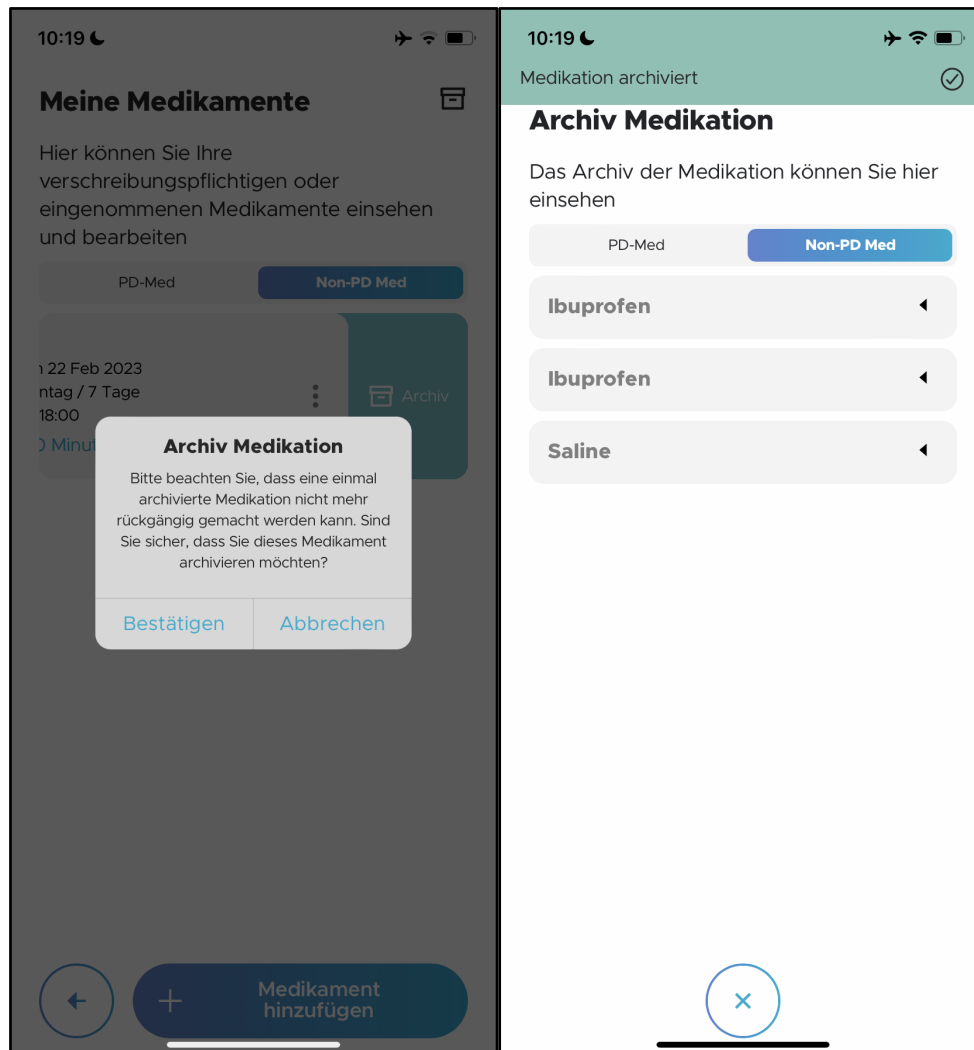 10:19
Meine Medikamente
Hier können Sie Ihre
verschreibungspflichtigen oder
eingenommenen Medikamente einsehen
und bearbeiten
PD-Med
Non-PD Med
22 Feb 2023
ntag / 7 Tage
18:00
Minut
Archiv
Archiv Medikation
Bitte beachten Sie, dass eine einmal
archivierte Medikation nicht mehr
rückgängig gemacht werden kann. Sind
Sie sicher, dass Sie dieses Medikament
archivieren möchten?
Bestätigen
Abbrechen
Medikament
hinzufügen
10:19
Medikation archiviert
Archiv Medikation
Das Archiv der Medikation können Sie hier
einsehen
PD-Med
Non-PD Med
Ibuprofen
Ibuprofen
Saline